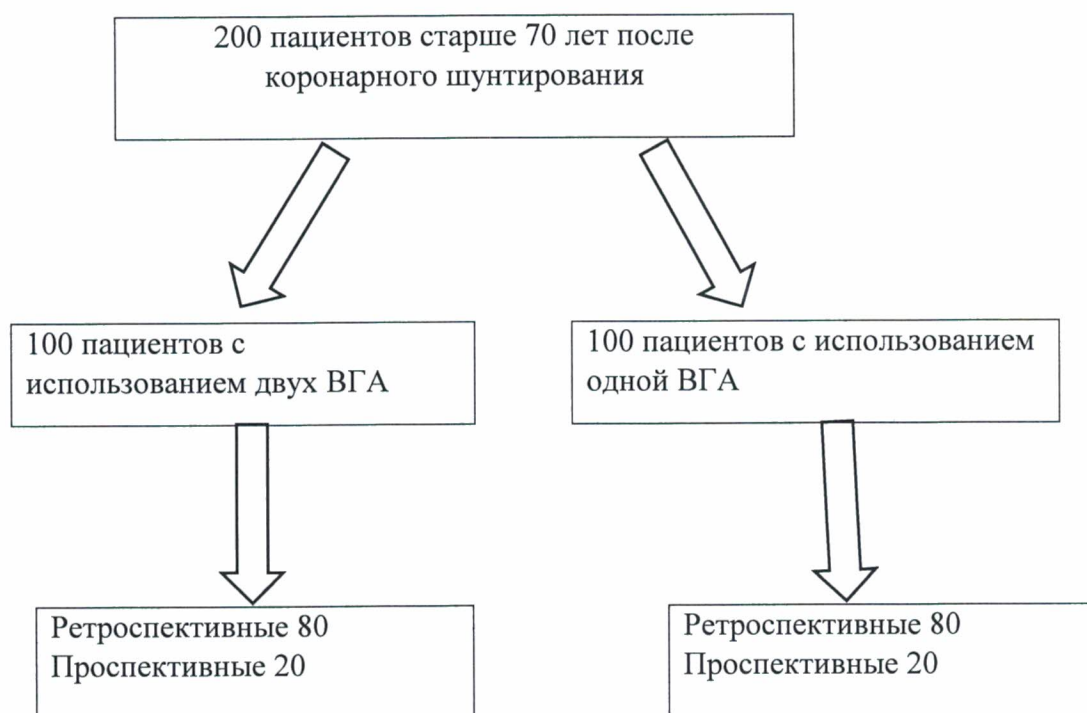 200 пациентов старше 70 лет после
коронарного шунтирования
100 пациентов с
использованием двух ВГА
100 пациентов с использованием
одной ВГА
Ретроспективные 80
Проспективные 20
Ретроспективные 80
Проспективные 20